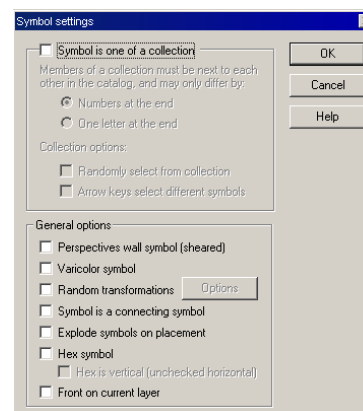 Symbol settings
Symbol is one of a collection
Members of a collection must be next to each
other in the catalog, and may only differ by:
Numbers at the end
One letter at the end
Collection options:
Randomly select from collection
Arrow keys select different symbols
OK
Cancel
Help
General options
Perspectives wall symbol (sheared)
Varicolor symbol
Random transformations
Options
Symbol is a connecting symbol
Explode symbols on placement
Hex symbol
Hex is vertical (unchecked horizontal)
Front on current layer